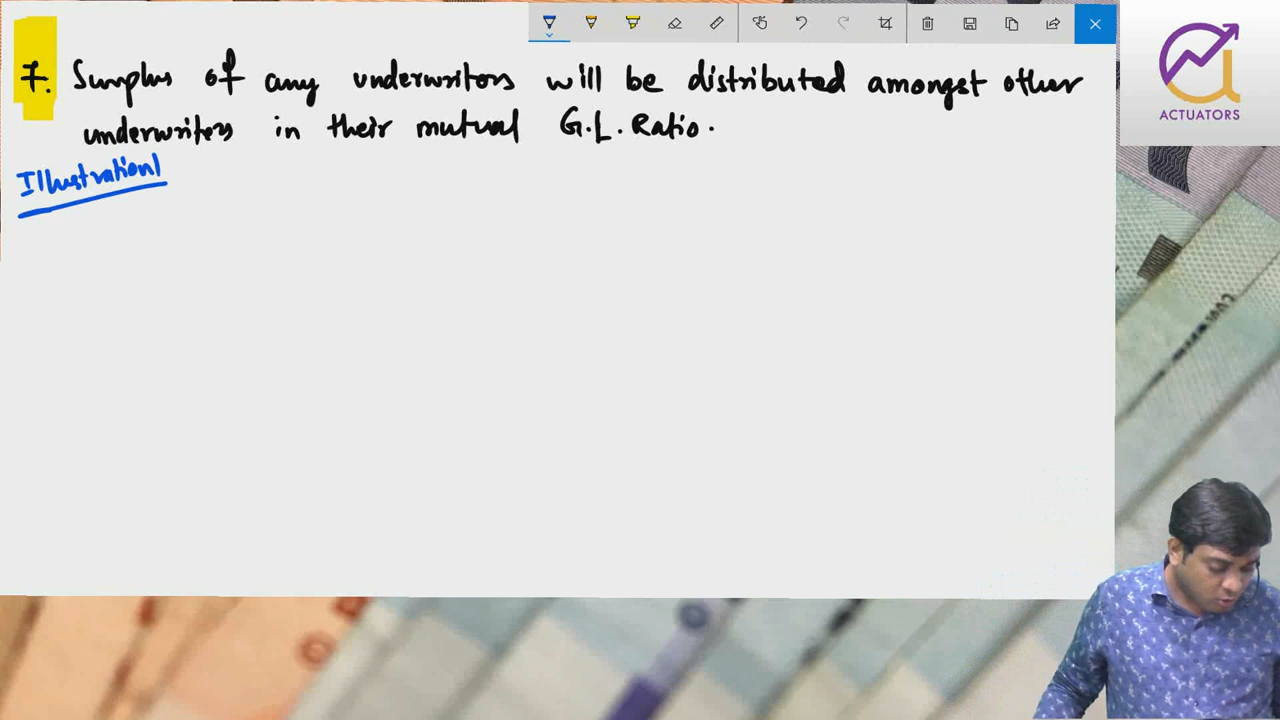 7. Surplus of any underwriters will be distributed amongst other
underwriters in their mutual G.L. Ratio.
Illustration
ACTUATORS